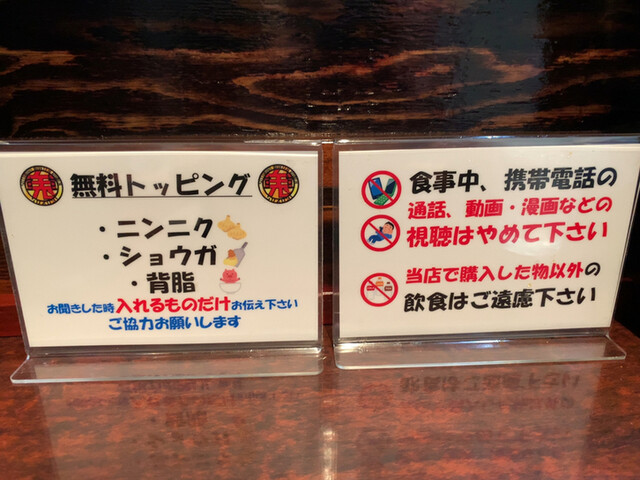 無料トッピング
・ニンニク
・ショウガ
・背脂
お聞きした時入れるものだけお伝え下さい
ご協力お願いします
食事中、携帯電話の
通話、動画・漫画などの
視聴はやめて下さい
当店で購入した物以外の
飲食はご遠慮下さい